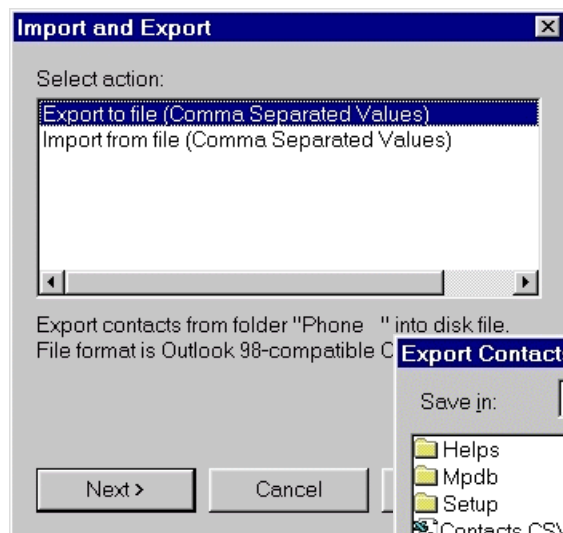 Import and Export
Select action:
Export to file (Comma Separated Values)
Import from file (Comma Separated Values)
Export contacts from folder "Phone " into disk file.
File format is Outlook 98-compatible C
Export Contact
Save in:
Helps
Mpdb
Setup
Contacts.CSV
Next >
Cancel